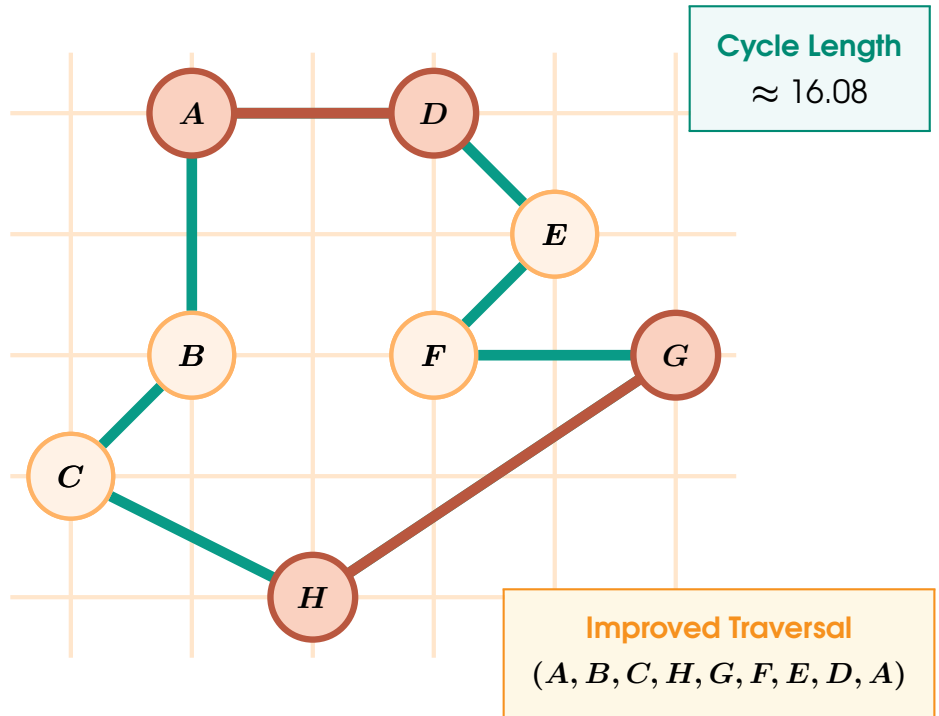 Cycle Length
≈ 16.08
A
D
E
B
F
G
C
H
Improved Traversal
(A, B, C, H, G, F, E, D, A)